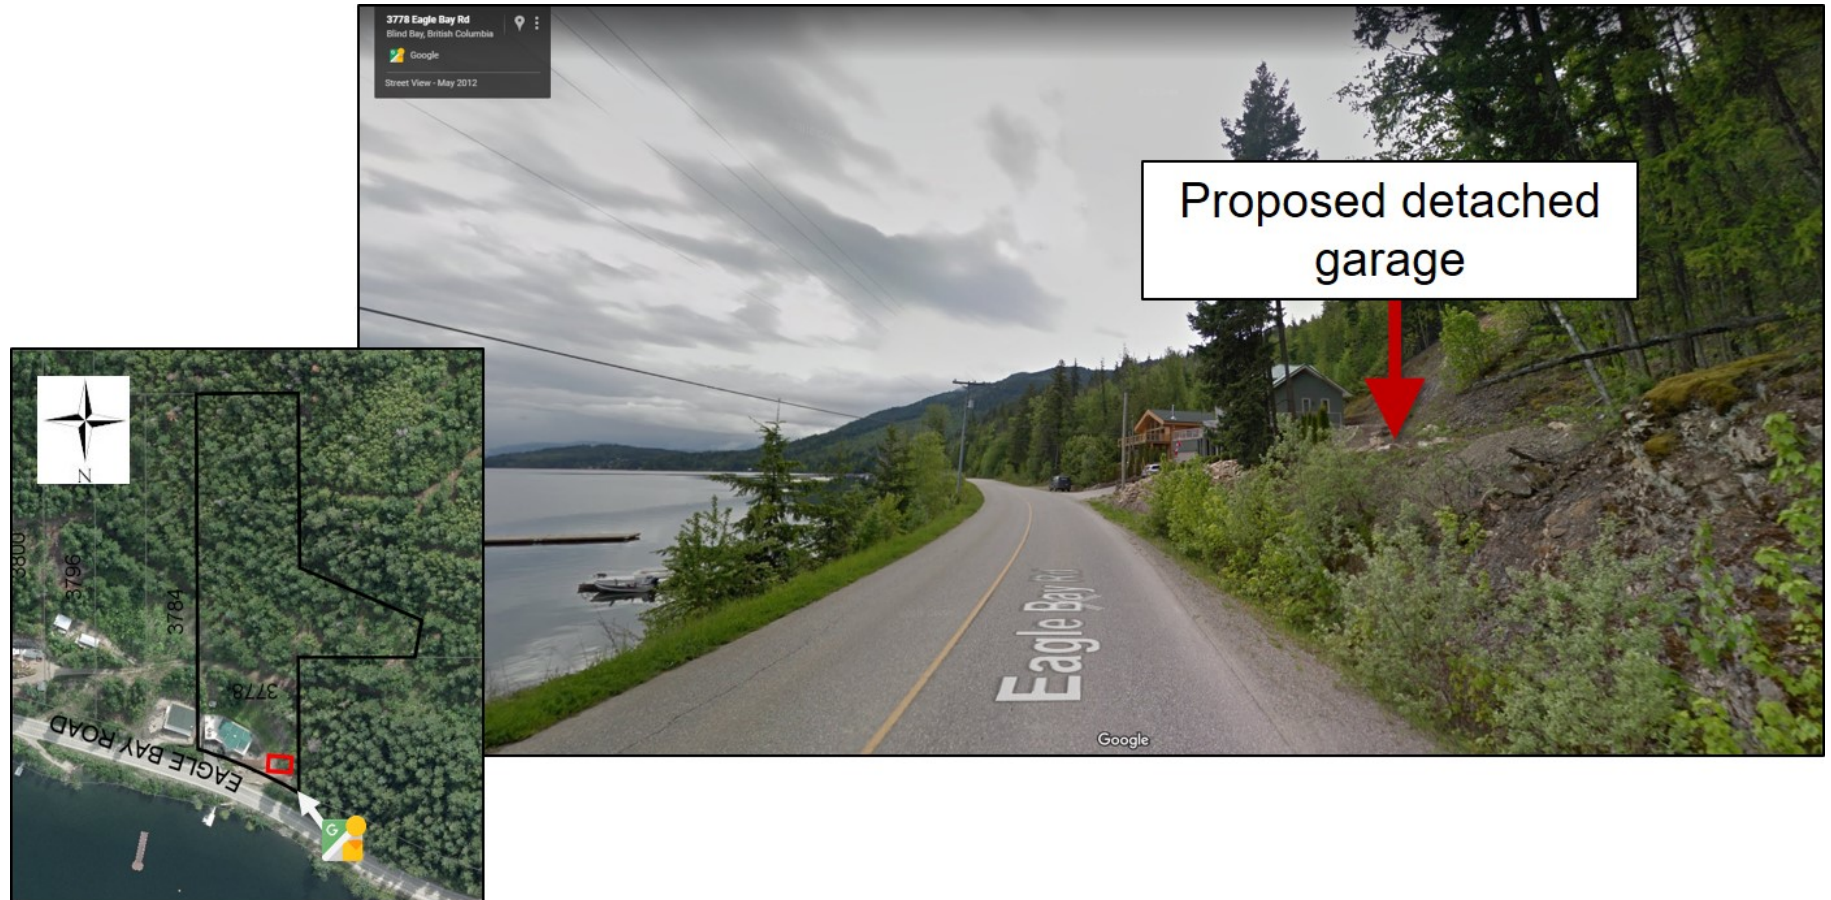 3778 Eagle Bay Rd
Blind Bay, British Columbia
Google
Street View - May 2012
Proposed detached
garage
Eagle Bay Rd
Google
N
3800
3796
3784
3778
EAGLE BAY ROAD
G